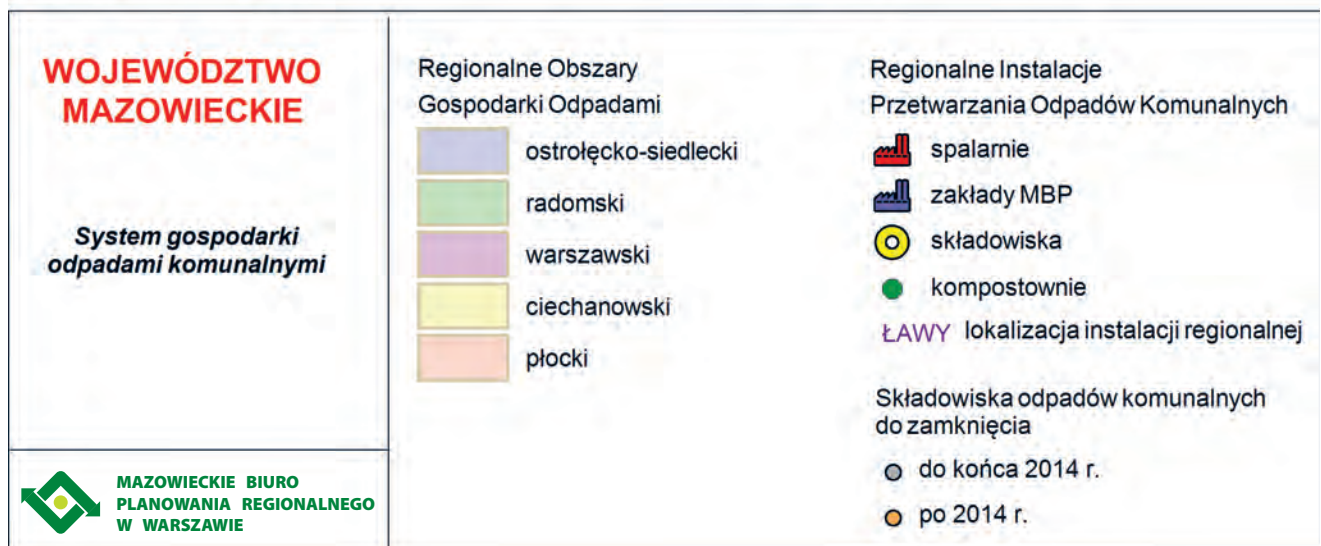 WOJEWÓDZTWO
MAZOWIECKIE
System gospodarki
odpadami komunalnymi
MAZOWIECKIE BIURO
PLANOWANIA REGIONALNEGO
W WARSZAWIE
Regionalne Obszary
Gospodarki Odpadami
ostrołęcko-siedlecki
radomski
warszawski
ciechanowski
płocki
Regionalne Instalacje
Przetwarzania Odpadów Komunalnych
spalarnie
zakłady MBP
składowiska
kompostownie
ŁAWY lokalizacja instalacji regionalnej
Składowiska odpadów komunalnych
do zamknięcia
do końca 2014 r.
po 2014 r.